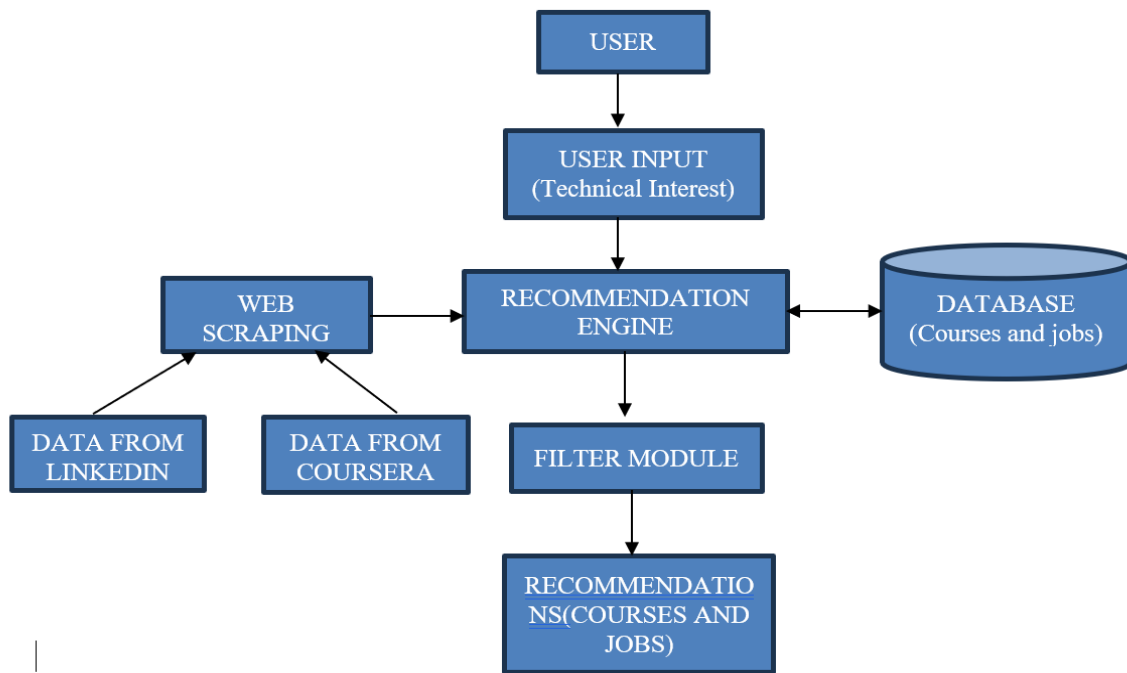 USER
USER INPUT
(Technical Interest)
WEB
SCRAPING
RECOMMENDATION
ENGINE
DATABASE
(Courses and jobs)
DATA FROM
LINKEDIN
DATA FROM
COURSERA
FILTER MODULE
RECOMMENDATIO
NS(COURSES AND
JOBS)